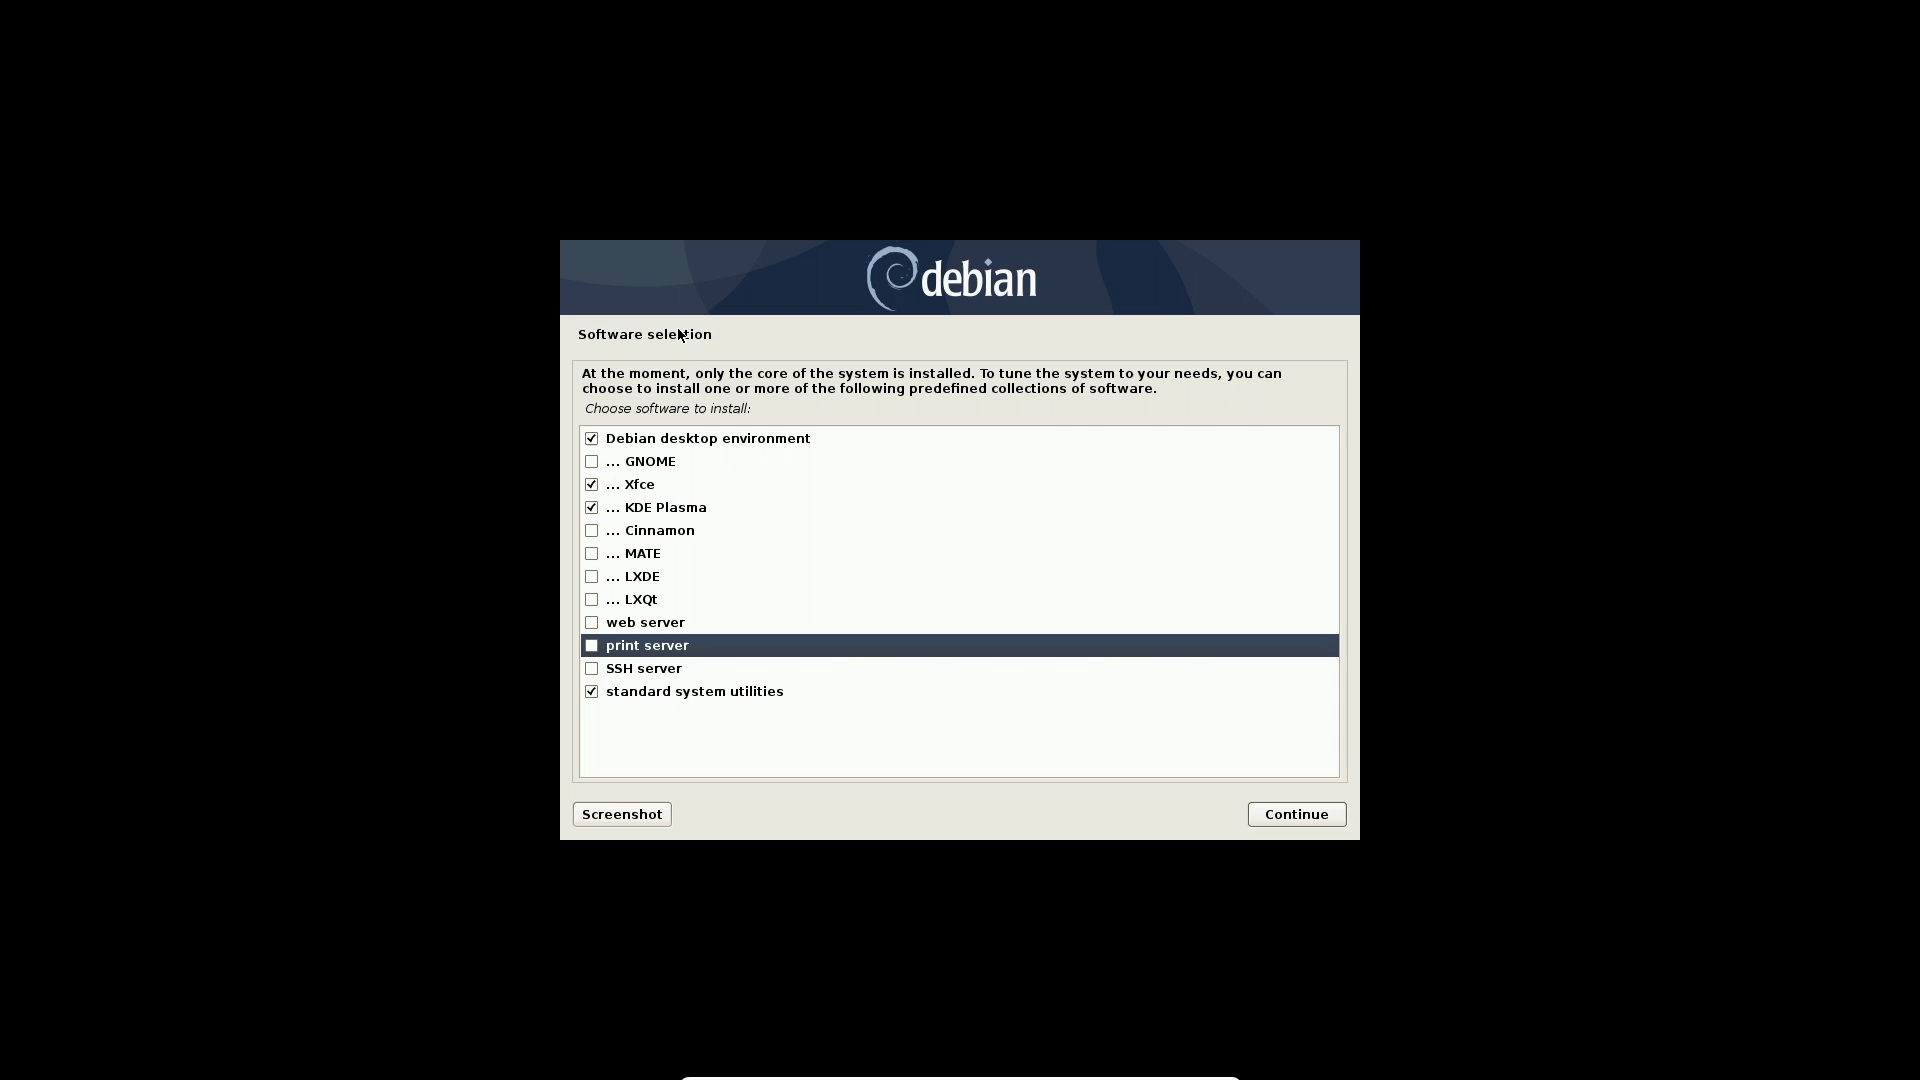 debian
Software selection
At the moment, only the core of the system is installed. To tune the system to your needs, you can
choose to install one or more of the following predefined collections of software.
Choose software to install:
Debian desktop environment
... GNOME
... Xfce
... KDE Plasma
... Cinnamon
... MATE
... LXDE
... LXQt
web server
print server
SSH server
standard system utilities
Screenshot
Continue